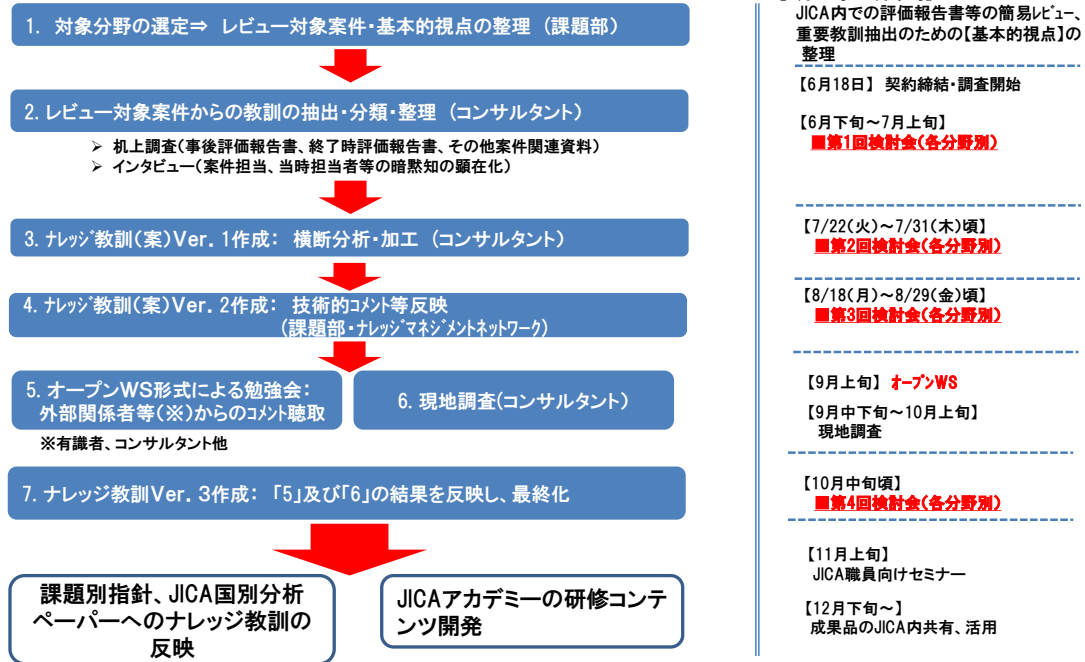 1. 対象分野の選定⇒ レビュー対象案件・基本的視点の整理 (課題部)
2. レビュー対象案件からの教訓の抽出・分類・整理 (コンサルタント)
➢ 机上調査(事後評価報告書、終了時評価報告書、その他案件関連資料)
➢ インタビュー(案件担当、当時担当者等の暗黙知の顕在化)
3. ナレッジ教訓(案)Ver. 1作成: 横断分析・加工 (コンサルタント)
4. ナレッジ教訓(案)Ver. 2作成: 技術的コメント等反映
(課題部・ナレッジマネジメントネットワーク)
5. オープンWS形式による勉強会:
外部関係者等(※)からのコメント聴取
※有識者、コンサルタント他
6. 現地調査(コンサルタント)
7. ナレッジ教訓Ver. 3作成: 「5」及び「6」の結果を反映し、最終化
課題別指針、JICA国別分析
ペーパーへのナレッジ教訓の
反映
JICAアカデミーの研修コンテ
ンツ開発
JICA内での評価報告書等の簡易レビュー、
重要教訓抽出のための【基本的視点】の
整理
【6月18日】 契約締結・調査開始
【6月下旬~7月上旬】
■第1回検討会(各分野別)
【7/22(火)~7/31(木)頃】
■第2回検討会(各分野別)
【8/18(月)~8/29(金)頃】
■第3回検討会(各分野別)
【9月上旬】 オープンWS
【9月中下旬~10月上旬】
現地調査
【10月中旬頃】
■第4回検討会(各分野別)
【11月上旬】
JICA職員向けセミナー
【12月下旬~】
成果品のJICA内共有、活用